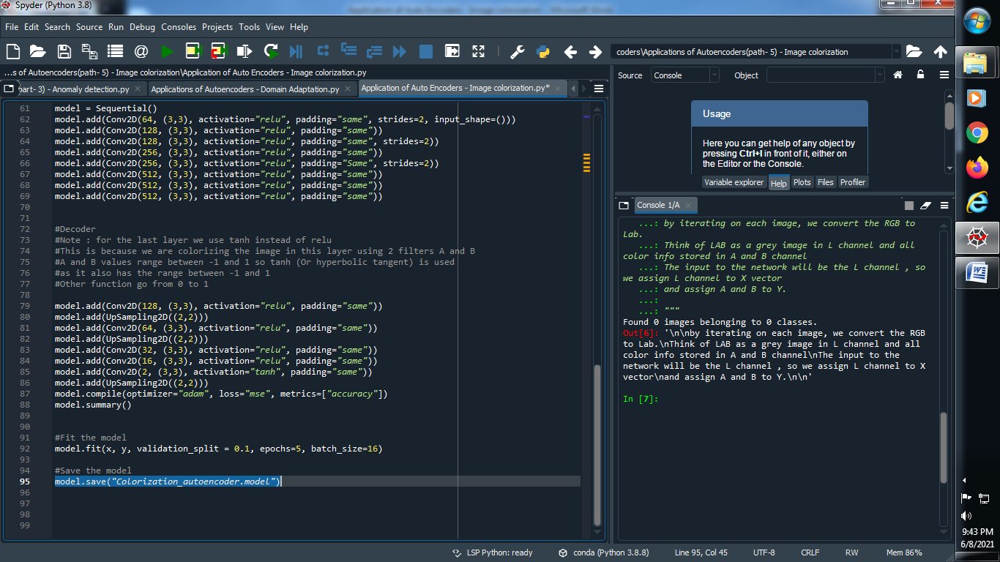 Spyder (Python 3.8)
File Edit Search Source Run Debug Consoles Projects Tools View Help
coders\Applications of Autoencoders(path- 5) - Image colorization
...s of Autoencoders(path- 5) - Image colorization\Application of Auto Encoders - Image colorization.py
part- 3) - Anomaly detection.py
Applications of Autoencoders - Domain Adaptation.py
Application of Auto Encoders - Image colorization.py*
61 model = Sequential()
62 model.add(Conv2D(64, (3,3), activation="relu", padding="same", strides=2, input_shape=()))
63 model.add(Conv2D(128, (3,3), activation="relu", padding="same"))
64 model.add(Conv2D(128, (3,3), activation="relu", padding="same", strides=2))
65 model.add(Conv2D(256, (3,3), activation="relu", padding="same"))
66 model.add(Conv2D(256, (3,3), activation="relu", padding="Same", strides=2))
67 model.add(Conv2D(512, (3,3), activation="relu", padding="same"))
68 model.add(Conv2D(512, (3,3), activation="relu", padding="same"))
69 model.add(Conv2D(512, (3,3), activation="relu", padding="same"))
70
71
72 #Decoder
73 #Note : for the last layer we use tanh instead of relu
74 #This is because we are colorizing the image in this layer using 2 filters A and B
75 #A and B values range between -1 and 1 so tanh (Or hyperbolic tangent) is used
76 #as it also has the range between -1 and 1
77 #Other function go from 0 to 1
78
79 model.add(Conv2D(128, (3,3), activation="relu", padding="same"))
80 model.add(UpSampling2D((2,2)))
81 model.add(Conv2D(64, (3,3), activation="relu", padding="same"))
82 model.add(UpSampling2D((2,2)))
83 model.add(Conv2D(32, (3,3), activation="relu", padding="same"))
84 model.add(Conv2D(16, (3,3), activation="relu", padding="same"))
85 model.add(Conv2D(2, (3,3), activation="tanh", padding="same"))
86 model.add(UpSampling2D((2,2)))
87 model.compile(optimizer="adam", loss="mse", metrics=["accuracy"])
88 model.summary()
89
90
91 #Fit the model
92 model.fit(x, y, validation_split = 0.1, epochs=5, batch_size=16)
93
94 #Save the model
95 model.save("Colorization_autoencoder.model")
96
97
98
99
Source Console Object
Usage
Here you can get help of any object by
pressing Ctrl+I in front of it, either on
the Editor or the Console.
Variable explorer Help Plots Files Profiler
Console 1/A
...: by iterating on each image, we convert the RGB to
Lab.
...: Think of LAB as a grey image in L channel and all
color info stored in A and B channel
...: The input to the network will be the L channel , so
we assign L channel to X vector
...: and assign A and B to Y.
...:
...: """
Found 0 images belonging to 0 classes.
Out[6]: '\n\nby iterating on each image, we convert the RGB
to Lab.\nThink of LAB as a grey image in L channel and all
color info stored in A and B channel\nThe input to the
network will be the L channel , so we assign L channel to X
vector\nand assign A and B to Y.\n\n'
In [7]:
LSP Python: ready conda (Python 3.8.8) Line 95, Col 45 UTF-8 CRLF RW Mem 86%
9:43 PM
6/8/2021